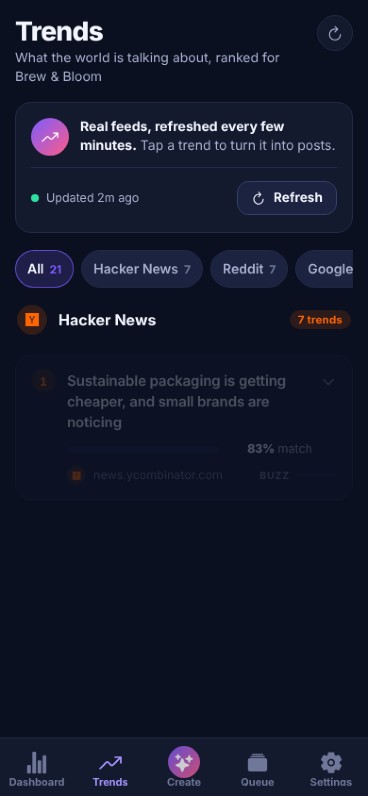 Trends
What the world is talking about, ranked for
Brew & Bloom
Real feeds, refreshed every few
minutes. Tap a trend to turn it into posts.
Updated 2m ago
Refresh
All 21
Hacker News 7
Reddit 7
Google
Y
Hacker News
7 trends
1
Sustainable packaging is getting
cheaper, and small brands are
noticing
83% match
news.ycombinator.com
BUZZ
Dashboard
Trends
Create
Queue
Settings